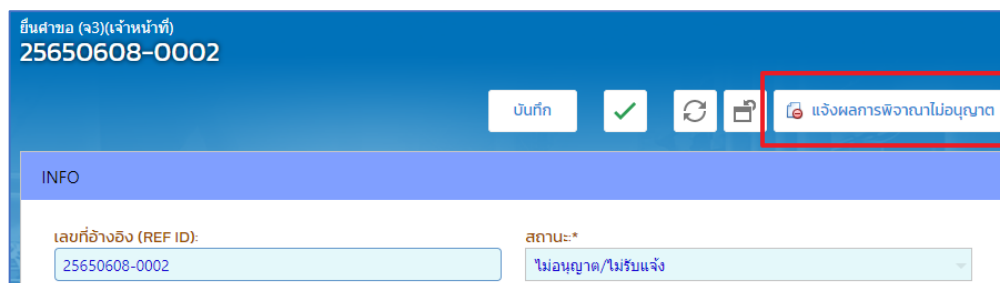 ยื่นคำขอ (จ3)(เจ้าหน้าที่)
25650608-0002
บันทึก
แจ้งผลการพิจาณาไม่อนุญาต
INFO
เลขที่อ้างอิง (REF ID):
สถานะ:*
25650608-0002
ไม่อนุญาต/ไม่รับแจ้ง